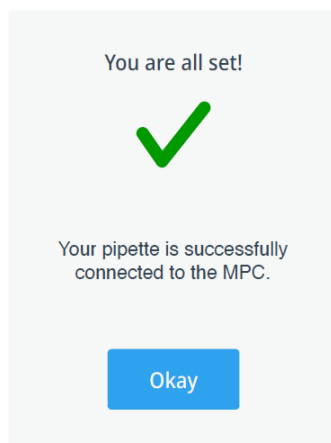 You are all set!
Your pipette is successfully
connected to the MPC.
Okay